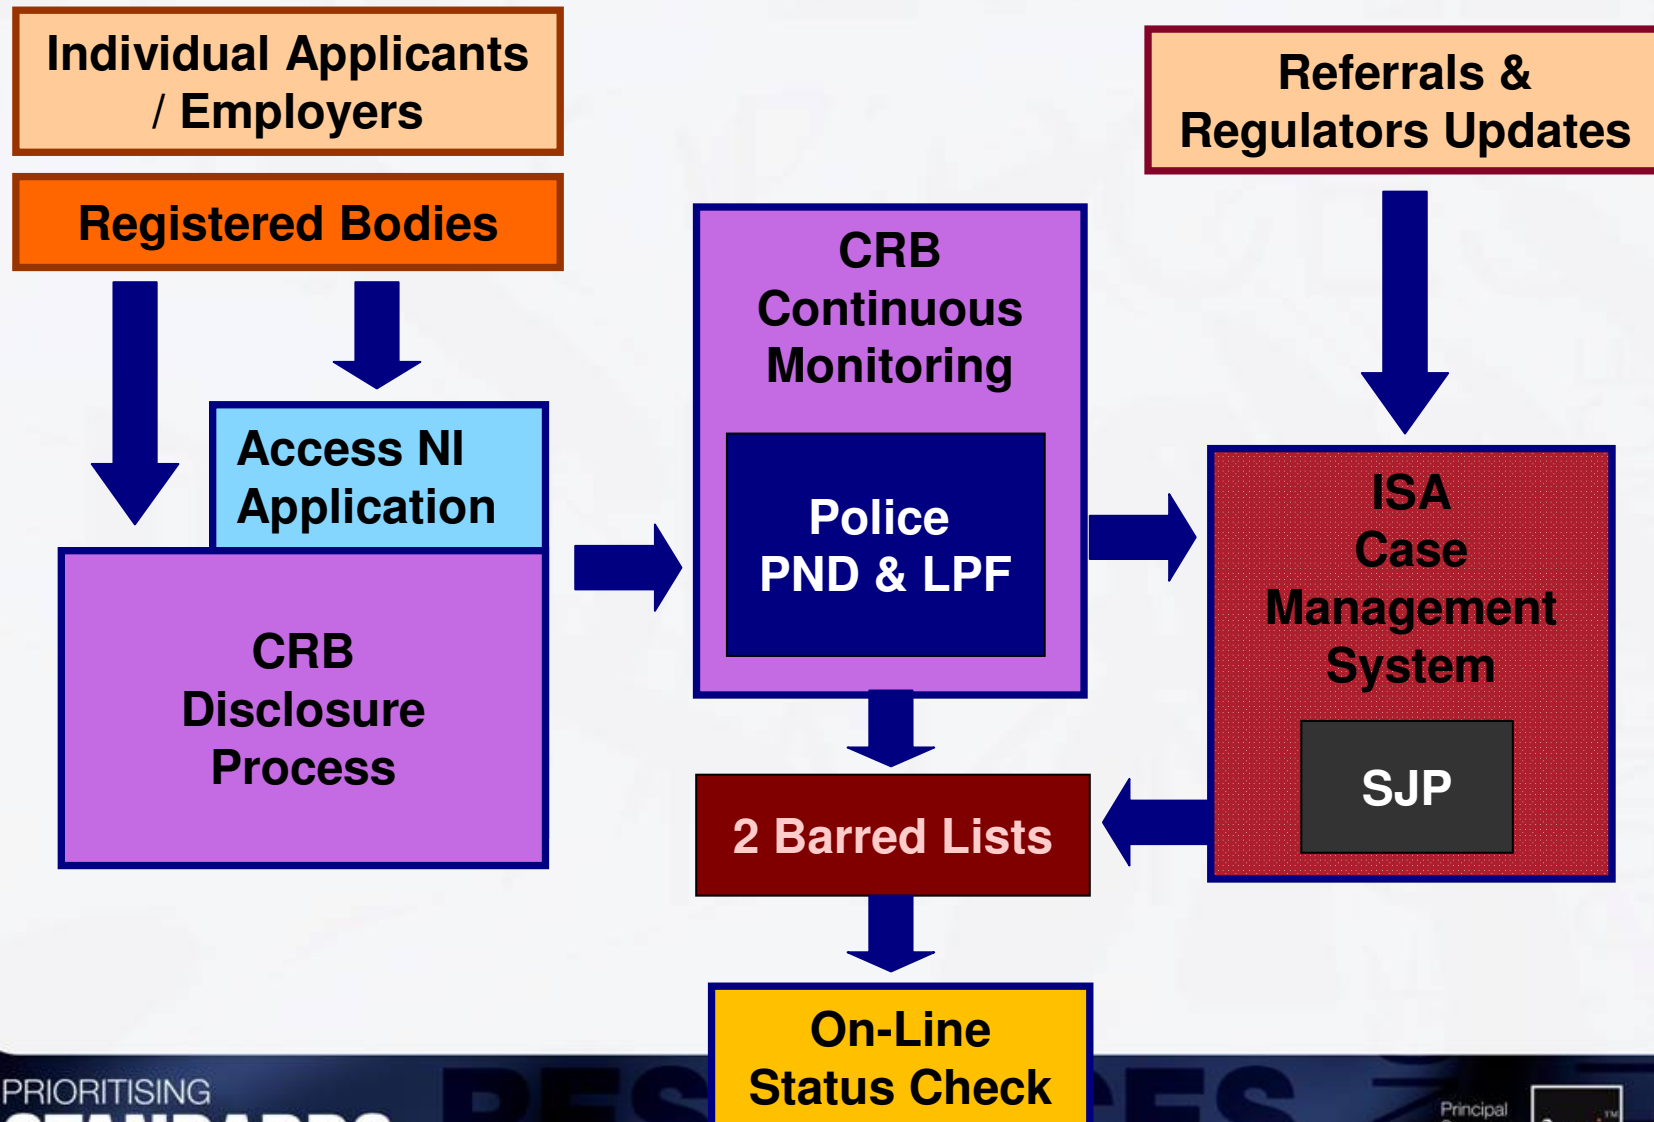 Individual Applicants
/ Employers
Registered Bodies
Referrals &
Regulators Updates
CRB
Continuous
Monitoring
Police
PND & LPF
Access NI
Application
CRB
Disclosure
Process
ISA
Case
Management
System
SJP
2 Barred Lists
On-Line
Status Check
PRIORITISING
STANDARDS
Principal